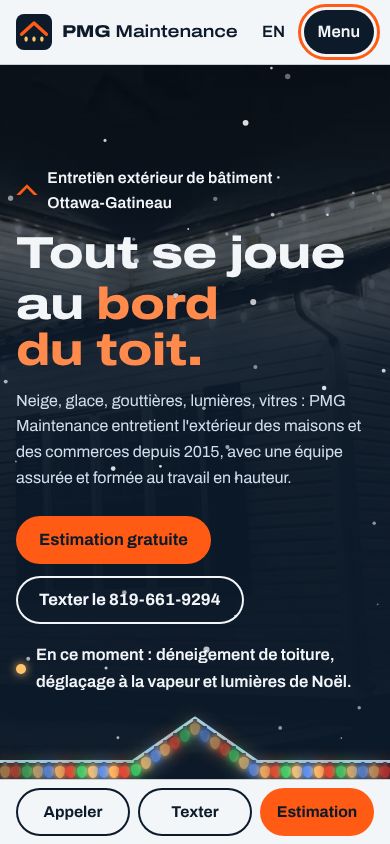 PMG Maintenance EN Menu
Entretien extérieur de bâtiment ·
Ottawa-Gatineau
Tout se joue
au bord
du toit.
Neige, glace, gouttières, lumières, vitres : PMG
Maintenance entretient l'extérieur des maisons et
des commerces depuis 2015, avec une équipe
assurée et formée au travail en hauteur.
Estimation gratuite
Texter le 819-661-9294
En ce moment : déneigement de toiture,
déglaçage à la vapeur et lumières de Noël.
Appeler Texter Estimation